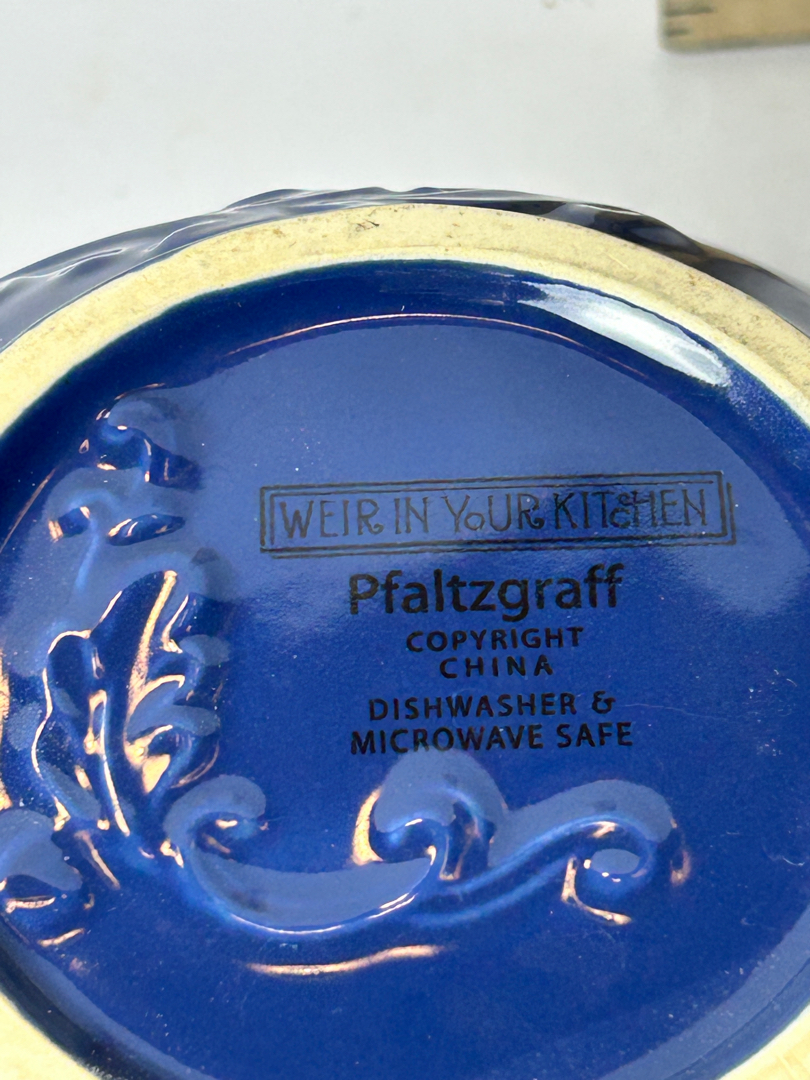 WEIR IN YOUR KITCHEN
Pfaltzgraff
COPYRIGHT
CHINA
DISHWASHER &
MICROWAVE SAFE